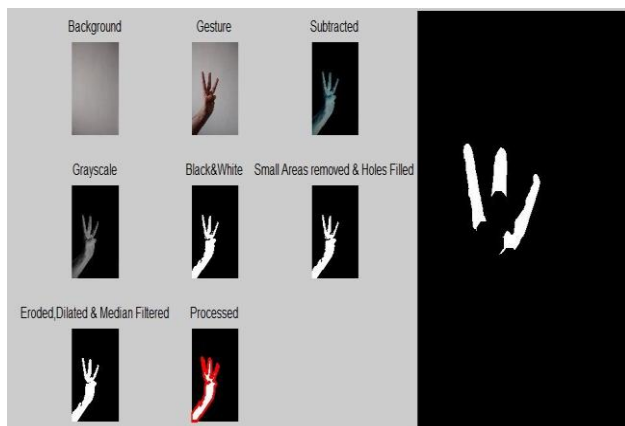 Background
Gesture
Subtracted
Grayscale
Black&White
Small Areas removed & Holes Filled
Eroded,Dilated & Median Filtered
Processed